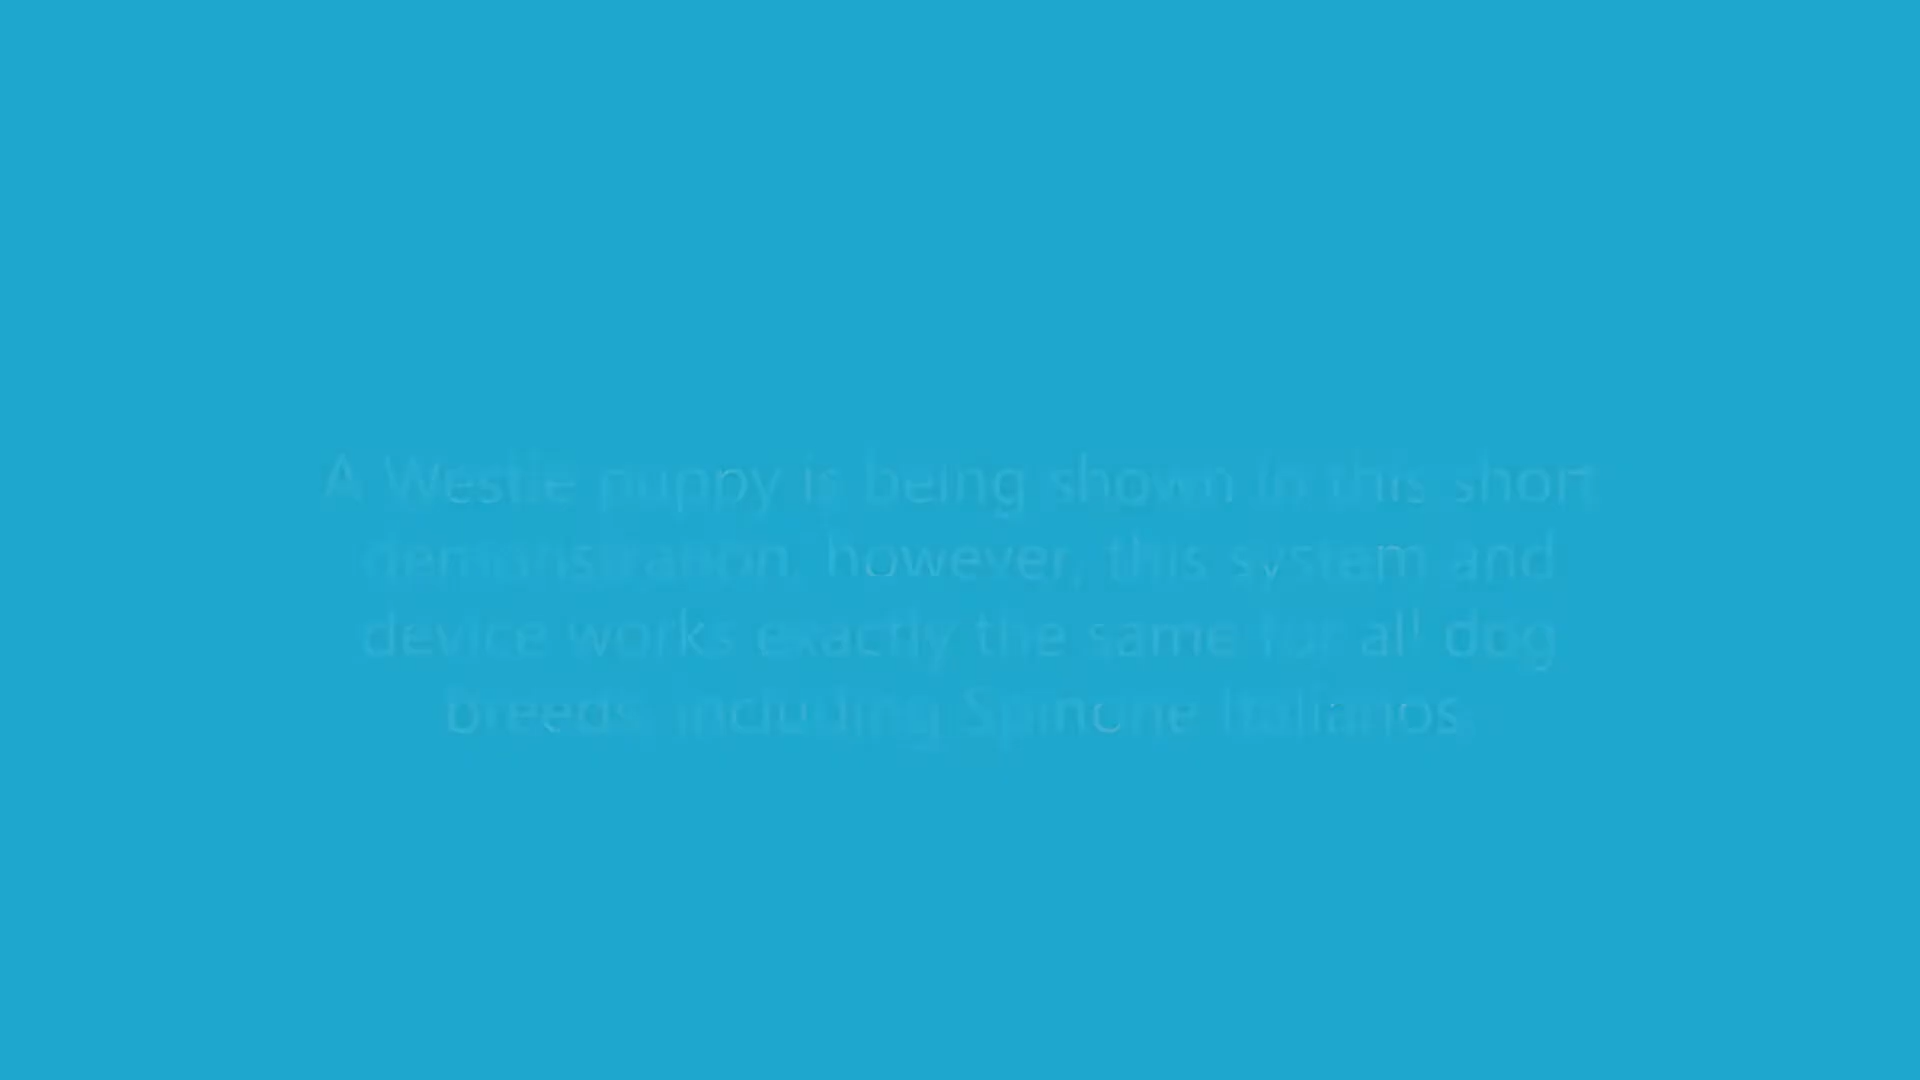 A Westie puppy is being shown in this short
demonstration, however, this system and
device works exactly the same for all dog
breeds, including Spinone Italianos.